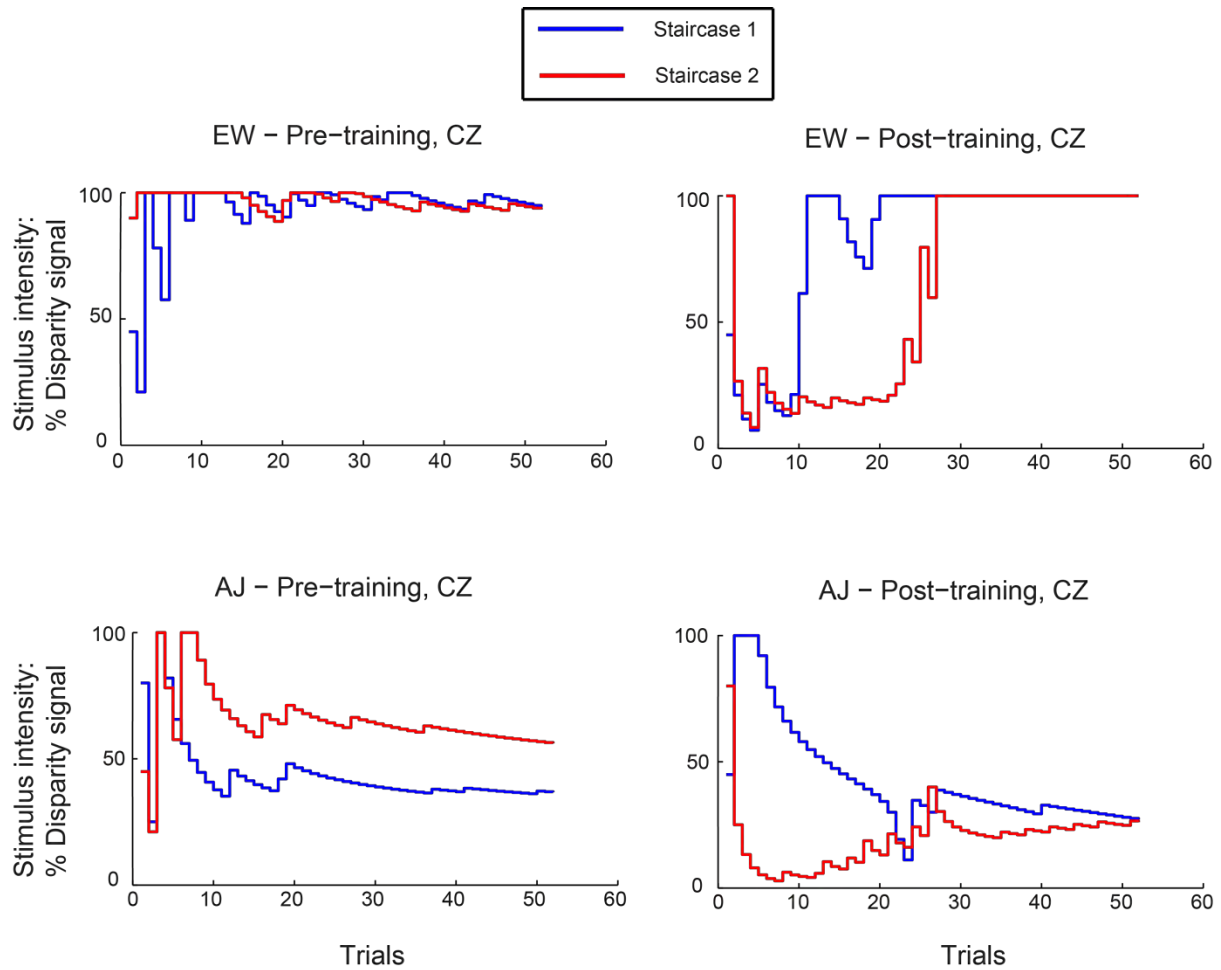 Staircase 1
Staircase 2
EW − Pre−training, CZ
EW − Post−training, CZ
Stimulus intensity:
% Disparity signal
100
50
0
0 10 20 30 40 50 60
100
50
0
0 10 20 30 40 50 60
AJ − Pre−training, CZ
AJ − Post−training, CZ
Stimulus intensity:
% Disparity signal
100
50
0
0 10 20 30 40 50 60
100
50
0
0 10 20 30 40 50 60
Trials
Trials